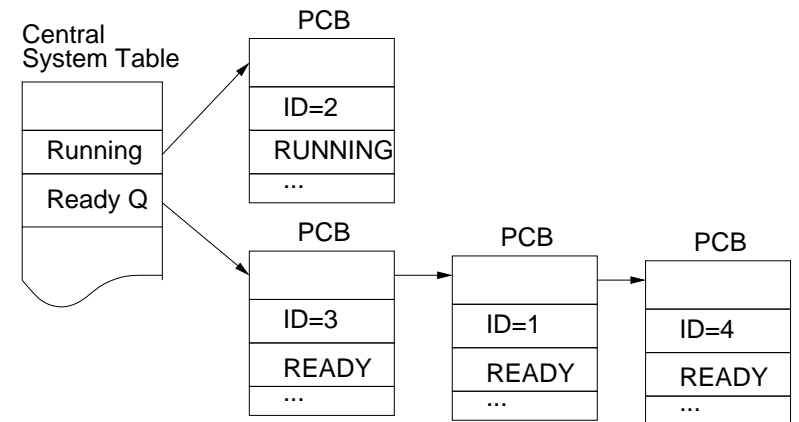 Central
System Table
Running
Ready Q
PCB
ID=2
RUNNING
...
PCB
ID=3
READY
...
PCB
ID=1
READY
...
PCB
ID=4
READY
...